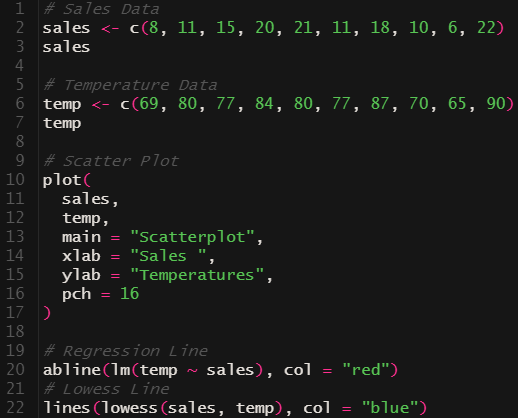 1 # Sales Data
2 sales <- c(8, 11, 15, 20, 21, 11, 18, 10, 6, 22)
3 sales
4
5 # Temperature Data
6 temp <- c(69, 80, 77, 84, 80, 77, 87, 70, 65, 90)
7 temp
8
9 # Scatter Plot
10 plot(
11   sales,
12   temp,
13   main = "Scatterplot",
14   xlab = "Sales ",
15   ylab = "Temperatures",
16   pch = 16
17 )
18
19 # Regression Line
20 abline(lm(temp ~ sales), col = "red")
21 # Lowess Line
22 lines(lowess(sales, temp), col = "blue")